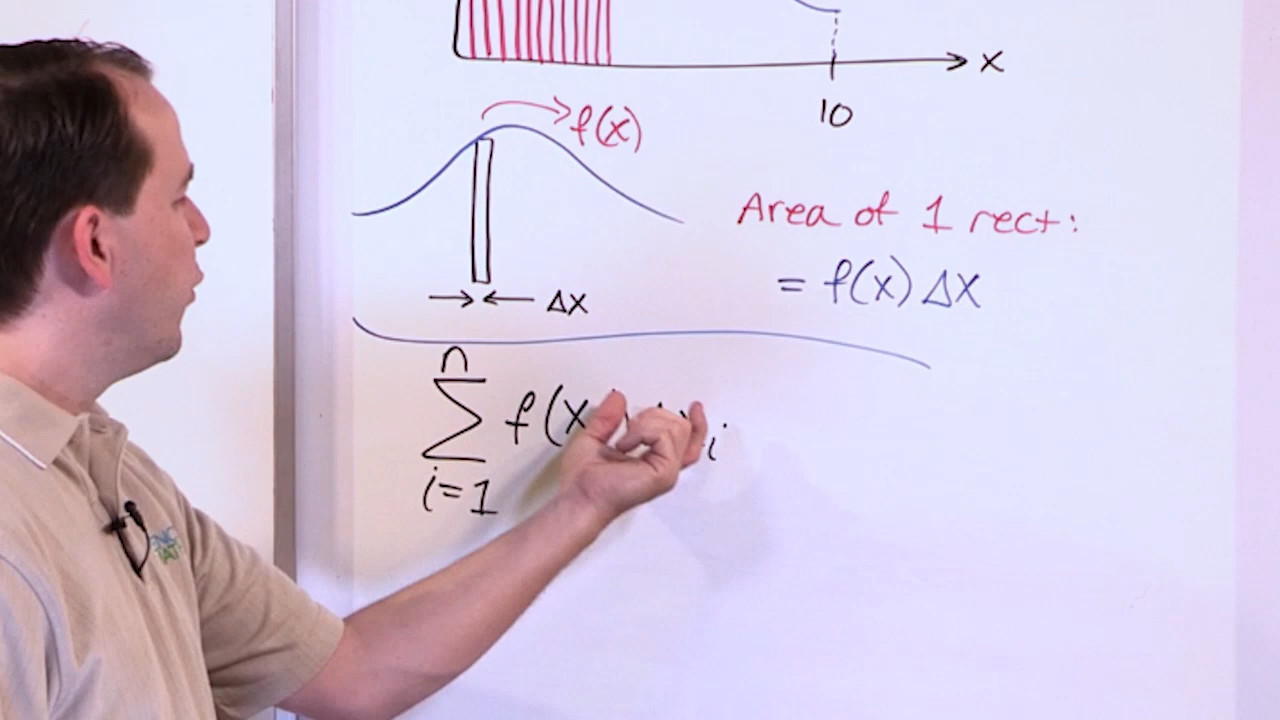 x
10
f(x)
Area of 1 rect:
= f(x) Δx
Δx
n
∑ f(x i
i=1